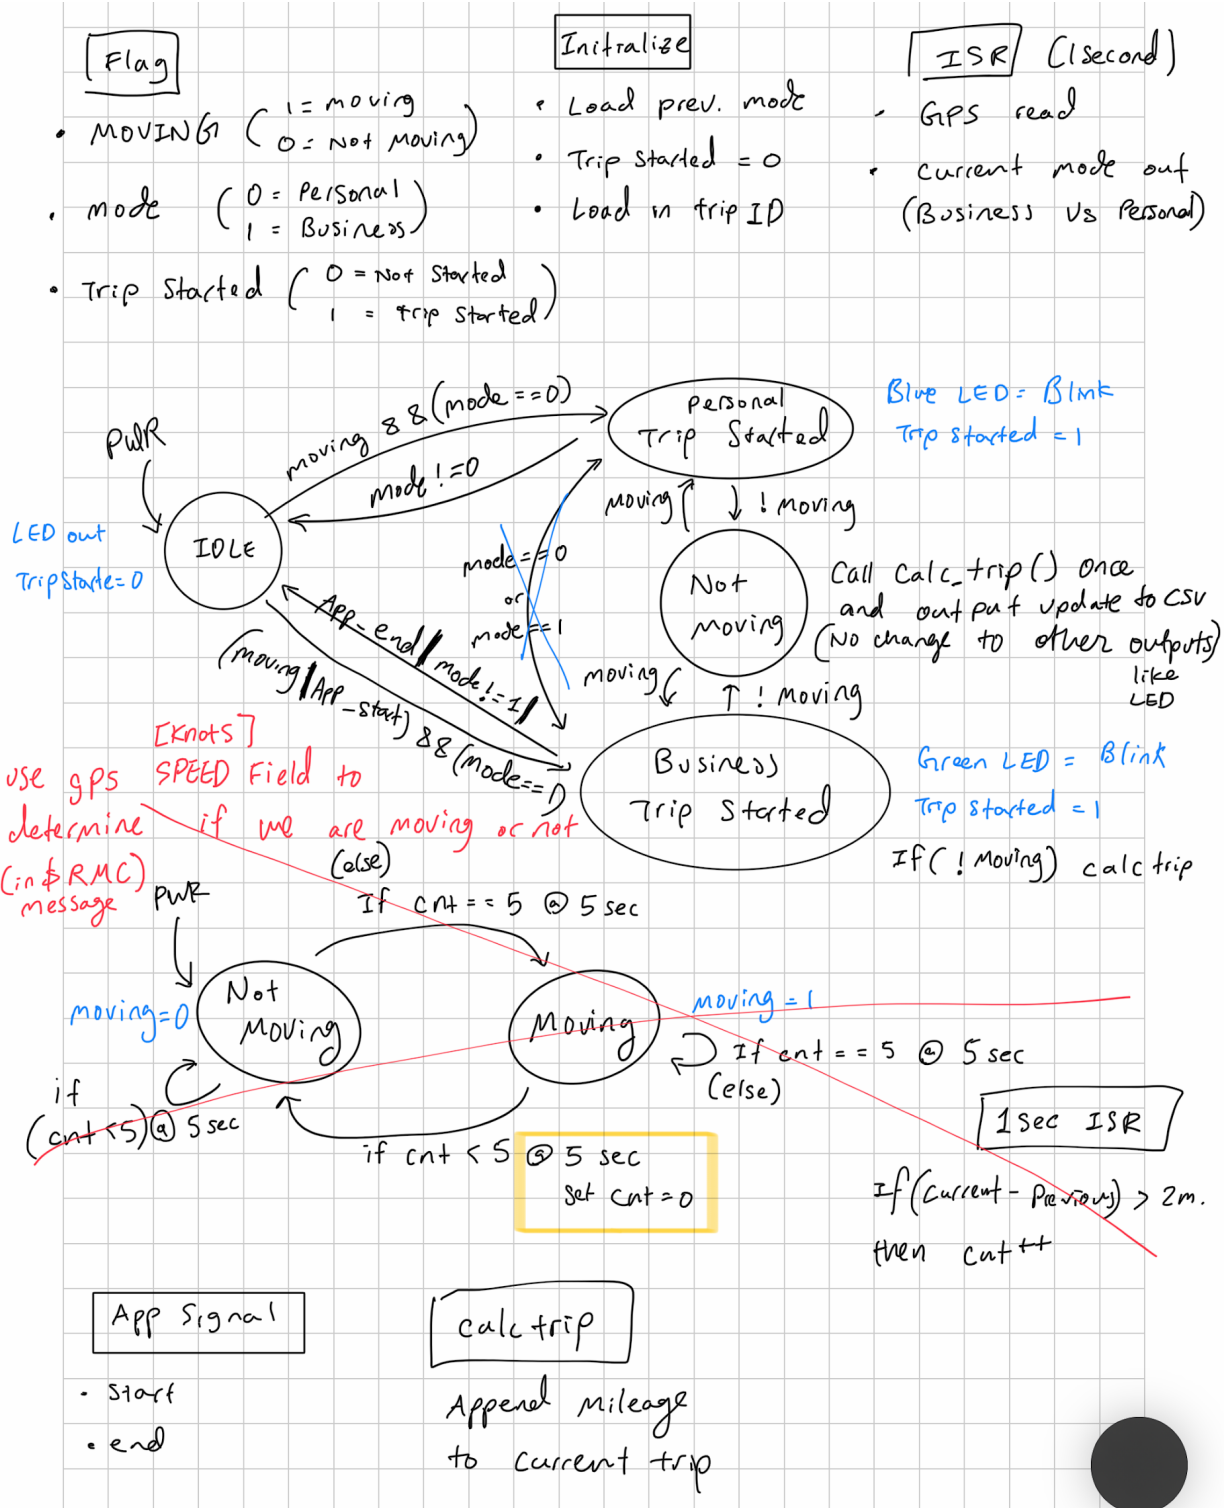 Flag
• MOVING (1 = moving
0 = Not Moving)
• mode (0 = Personal
1 = Business)
• Trip Started (0 = Not Started
1 = trip started)
Initialize
• Load prev. mode
• Trip Started = 0
• Load in trip ID
ISR (1second)
• GPS read
• current mode out
(Business vs Personal)
PWR
moving && (mode==0)
mode!=0
Personal
Trip Started
Blue LED = Blink
Trip Started = 1
LED out
TripStarte=0
IDLE
moving
! moving
mode==0
or
mode==1
Not
moving
Call Calc_trip() once
and output update to CSV
(No change to other outputs)
like
LED
App_end | mode!=1
(moving | App_start) && (mode==1)
moving
! moving
Business
Trip Started
Green LED = Blink
Trip Started = 1
If( ! Moving) calc trip
[Knots]
use gps SPEED Field to
determine if we are moving or not
(in $RMC)
message
PWR
(else)
If cnt == 5 @ 5 sec
Not
Moving
moving=0
Moving
moving=1
If cnt == 5 @ 5 sec
(else)
if
(cnt <5) @ 5 sec
if cnt < 5 @ 5 sec
set cnt=0
1sec ISR
If(current - Previous) > 2m.
then cnt++
App Signal
• Start
• end
calc trip
Append Mileage
to current trip